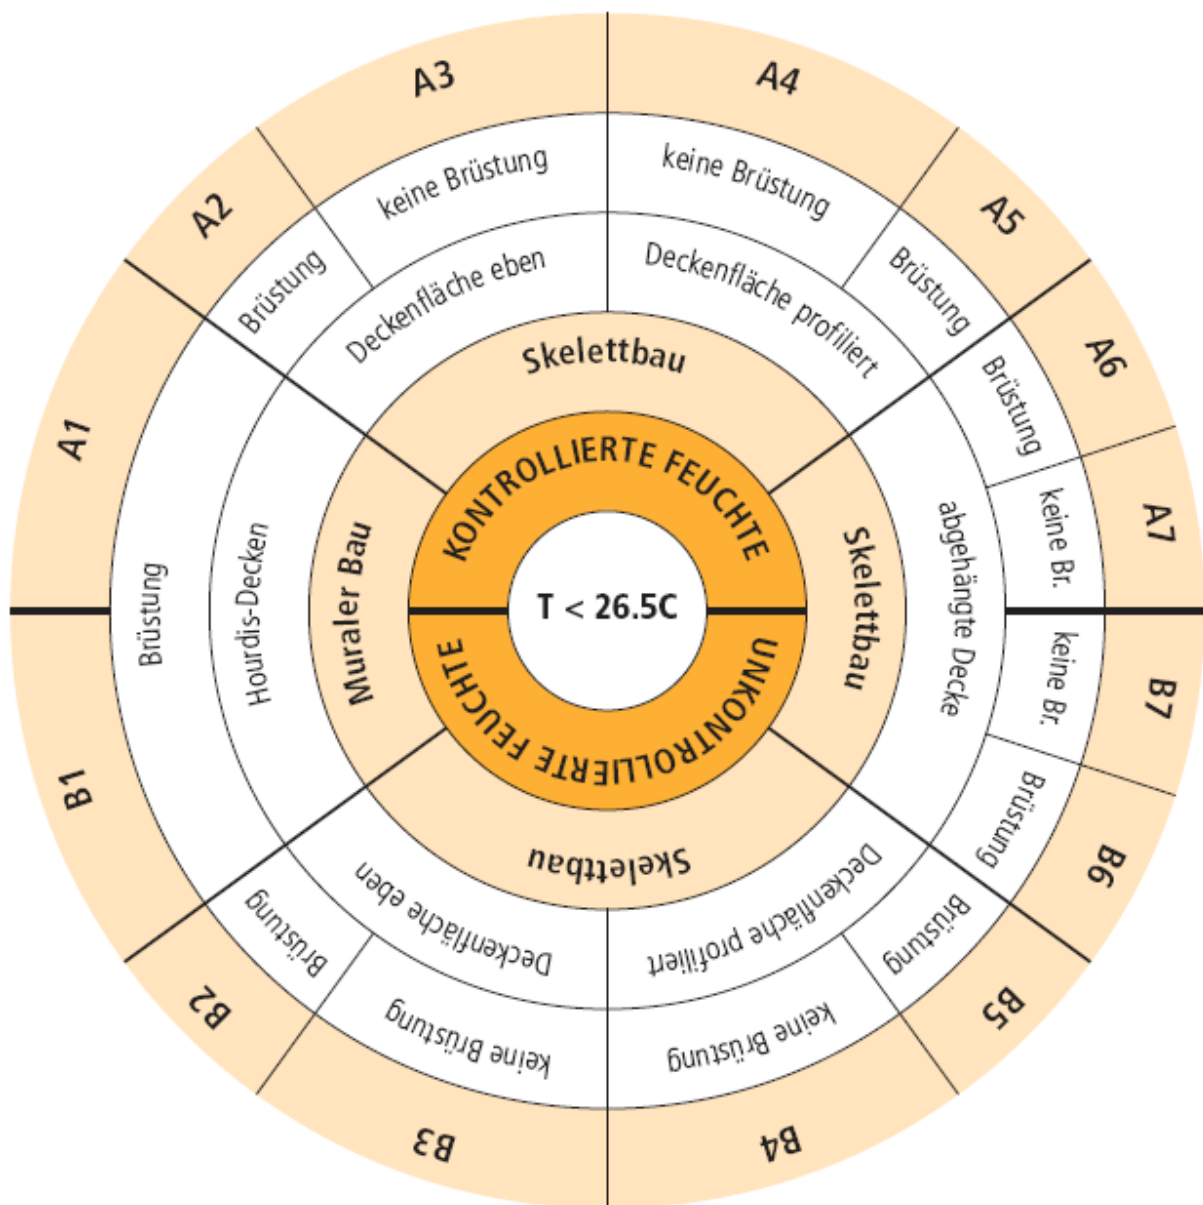 A1
A2
A3
A4
A5
A6
A7
B7
B6
B5
B4
B3
B2
B1
Brüstung
Brüstung
keine Brüstung
keine Brüstung
Brüstung
Brüstung
keine Br.
keine Br.
Brüstung
Brüstung
keine Brüstung
keine Brüstung
Brüstung
Hourdis-Decken
Deckenfläche eben
Deckenfläche profiliert
abgehängte Decke
Deckenfläche profiliert
Deckenfläche eben
Muraler Bau
Skelettbau
Skelettbau
Skelettbau
KONTROLLIERTE FEUCHTE
UNKONTROLLIERTE FEUCHTE
T < 26.5C